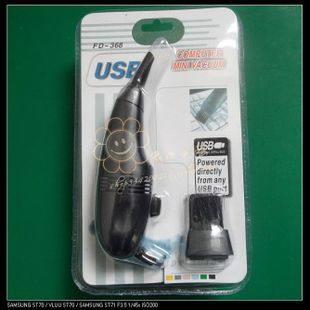 FD-368
USB
COMPUTER
MINI VACUUM
USB
Powered
directly
from any
USB port
SAMSUNG ST70 / VLUU ST70 / SAMSUNG ST71 F3.5 1/45s ISO200